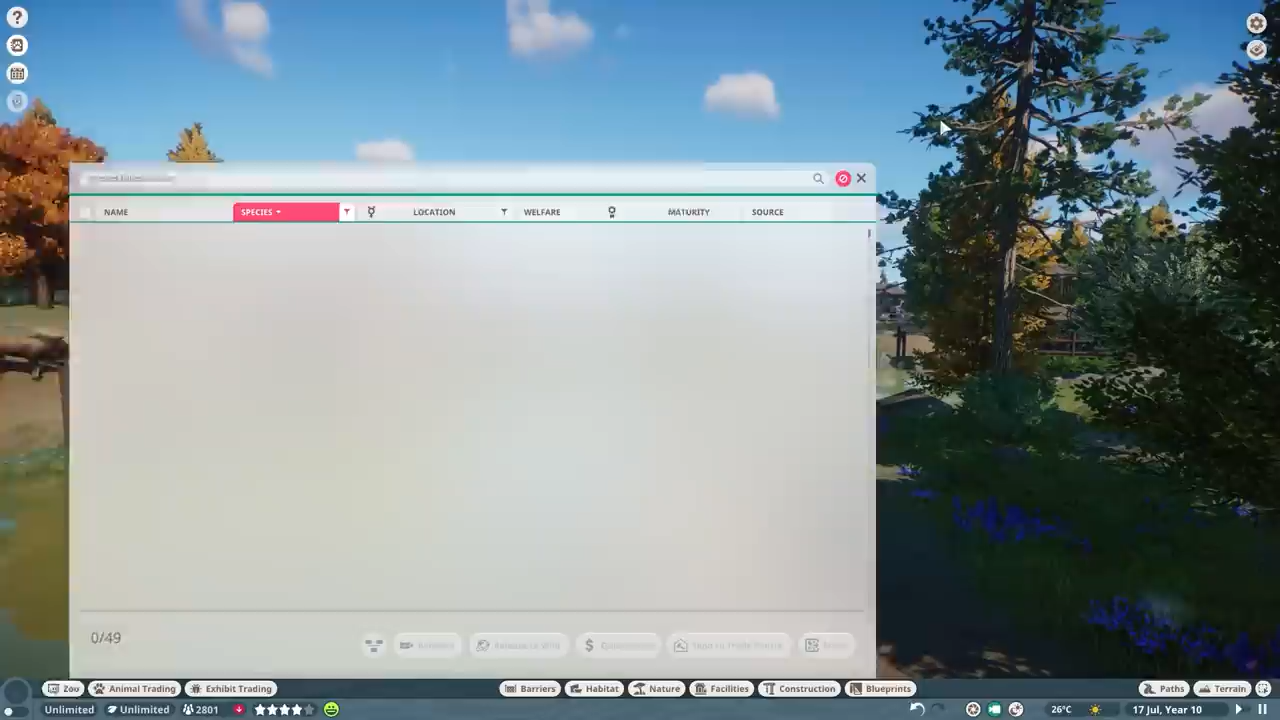 NAME SPECIES LOCATION WELFARE MATURITY SOURCE
0/49
Zoo Animal Trading Exhibit Trading Barriers Habitat Nature Facilities Construction Blueprints Paths Terrain
Unlimited Unlimited 2801 26°C 17 Jul, Year 10